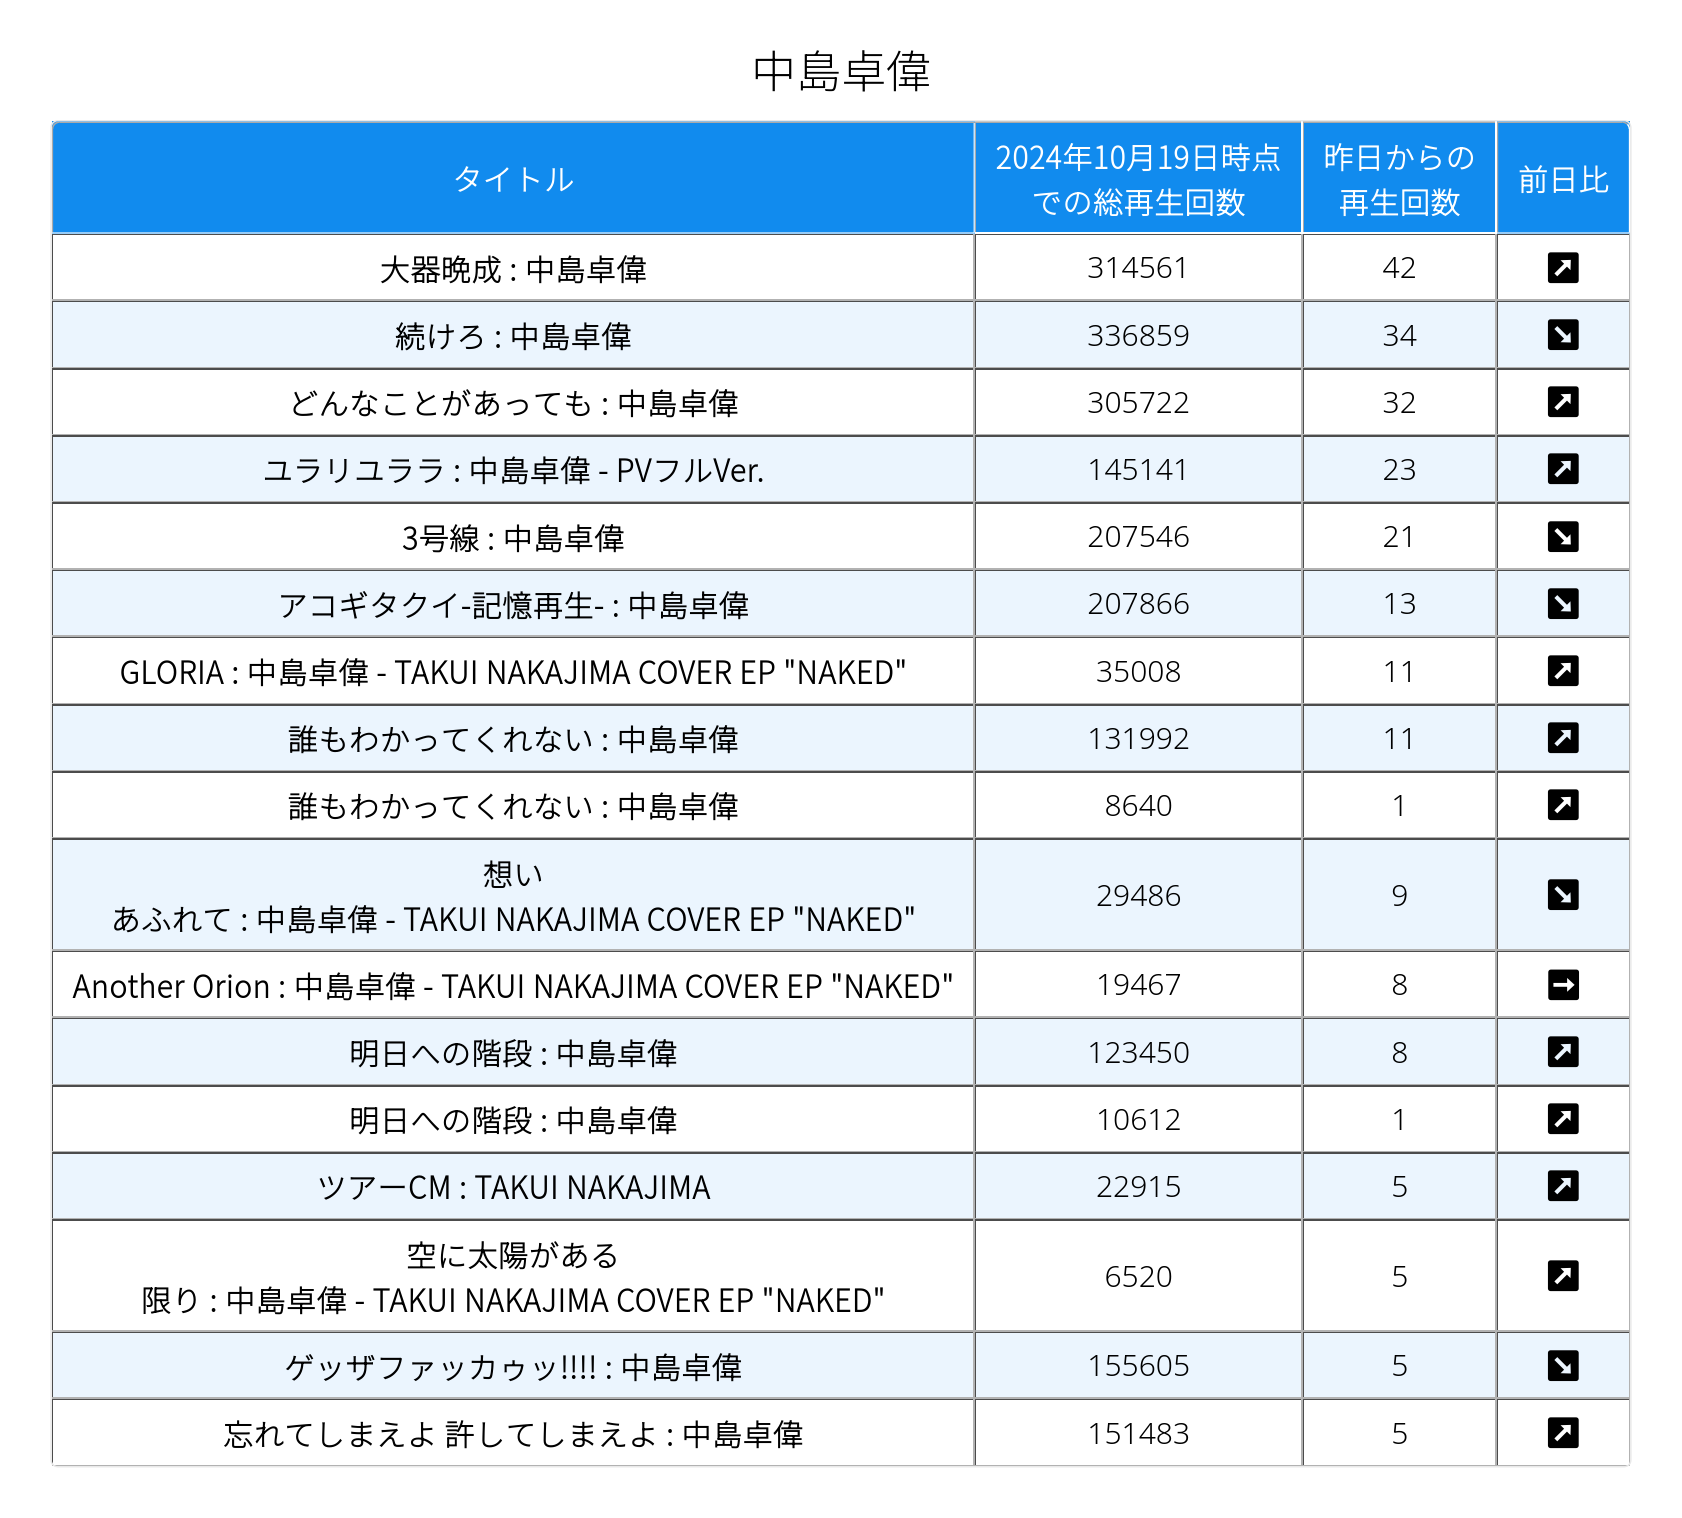 中島卓偉
タイトル
2024年10月19日時点
での総再生回数
昨日からの
再生回数
前日比
大器晩成 : 中島卓偉 314561 42 ↗
続けろ : 中島卓偉 336859 34 ↘
どんなことがあっても : 中島卓偉 305722 32 ↗
ユラリユララ : 中島卓偉 - PVフルVer. 145141 23 ↗
3号線 : 中島卓偉 207546 21 ↘
アコギタクイ-記憶再生- : 中島卓偉 207866 13 ↘
GLORIA : 中島卓偉 - TAKUI NAKAJIMA COVER EP "NAKED" 35008 11 ↗
誰もわかってくれない : 中島卓偉 131992 11 ↗
誰もわかってくれない : 中島卓偉 8640 1 ↗
想い
あふれて : 中島卓偉 - TAKUI NAKAJIMA COVER EP "NAKED" 29486 9 ↘
Another Orion : 中島卓偉 - TAKUI NAKAJIMA COVER EP "NAKED" 19467 8 →
明日への階段 : 中島卓偉 123450 8 ↗
明日への階段 : 中島卓偉 10612 1 ↗
ツアーCM : TAKUI NAKAJIMA 22915 5 ↗
空に太陽がある
限り : 中島卓偉 - TAKUI NAKAJIMA COVER EP "NAKED" 6520 5 ↗
ゲッザファッカゥッ!!!! : 中島卓偉 155605 5 ↘
忘れてしまえよ 許してしまえよ : 中島卓偉 151483 5 ↗